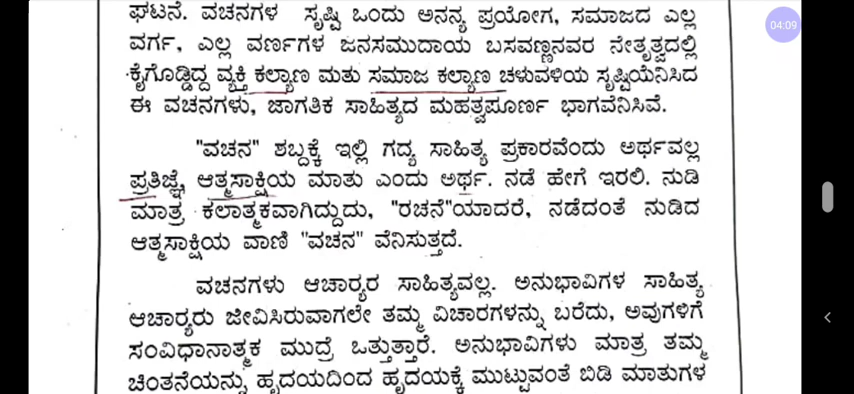 ಘಟನೆ. ವಚನಗಳ ಸೃಷ್ಟಿ ಒಂದು ಅನನ್ಯ ಪ್ರಯೋಗ, ಸಮಾಜದ ಎಲ್ಲ
04:09
ವರ್ಗ, ಎಲ್ಲ ವರ್ಣಗಳ ಜನಸಮುದಾಯ ಬಸವಣ್ಣನವರ ನೇತೃತ್ವದಲ್ಲಿ
ಕೈಗೊಡ್ಡಿದ್ದ ವ್ಯಕ್ತಿ ಕಲ್ಯಾಣ ಮತು ಸಮಾಜ ಕಲ್ಯಾಣ ಚಳುವಳಿಯ ಸೃಷ್ಟಿಯೆನಿಸಿದ
ಈ ವಚನಗಳು, ಜಾಗತಿಕ ಸಾಹಿತ್ಯದ ಮಹತ್ವಪೂರ್ಣ ಭಾಗವೆನಿಸಿವೆ.
"ವಚನ" ಶಬ್ದಕ್ಕೆ ಇಲ್ಲಿ ಗದ್ಯ ಸಾಹಿತ್ಯ ಪ್ರಕಾರವೆಂದು ಅರ್ಥವಲ್ಲ
ಪ್ರತಿಜ್ಞೆ, ಆತ್ಮಸಾಕ್ಷಿಯ ಮಾತು ಎಂದು ಅರ್ಥ. ನಡೆ ಹೇಗೆ ಇರಲಿ. ನುಡಿ
ಮಾತ್ರ ಕಲಾತ್ಮಕವಾಗಿದ್ದುದು, "ರಚನೆ"ಯಾದರೆ, ನಡೆದಂತೆ ನುಡಿದ
ಆತ್ಮಸಾಕ್ಷಿಯ ವಾಣಿ "ವಚನ" ವೆನಿಸುತ್ತದೆ.
ವಚನಗಳು ಆಚಾರ್‍ಯರ ಸಾಹಿತ್ಯವಲ್ಲ. ಅನುಭಾವಿಗಳ ಸಾಹಿತ್ಯ
ಆಚಾರ್‍ಯರು ಜೀವಿಸಿರುವಾಗಲೇ ತಮ್ಮ ವಿಚಾರಗಳನ್ನು ಬರೆದು, ಅವುಗಳಿಗೆ
ಸಂವಿಧಾನಾತ್ಮಕ ಮುದ್ರೆ ಒತ್ತುತ್ತಾರೆ. ಅನುಭಾವಿಗಳು ಮಾತ್ರ ತಮ್ಮ
ಚಿಂತನೆಯನ್ನು ಹೃದಯದಿಂದ ಹೃದಯಕ್ಕೆ ಮುಟ್ಟುವಂತೆ ಬಿಡಿ ಮಾತುಗಳ